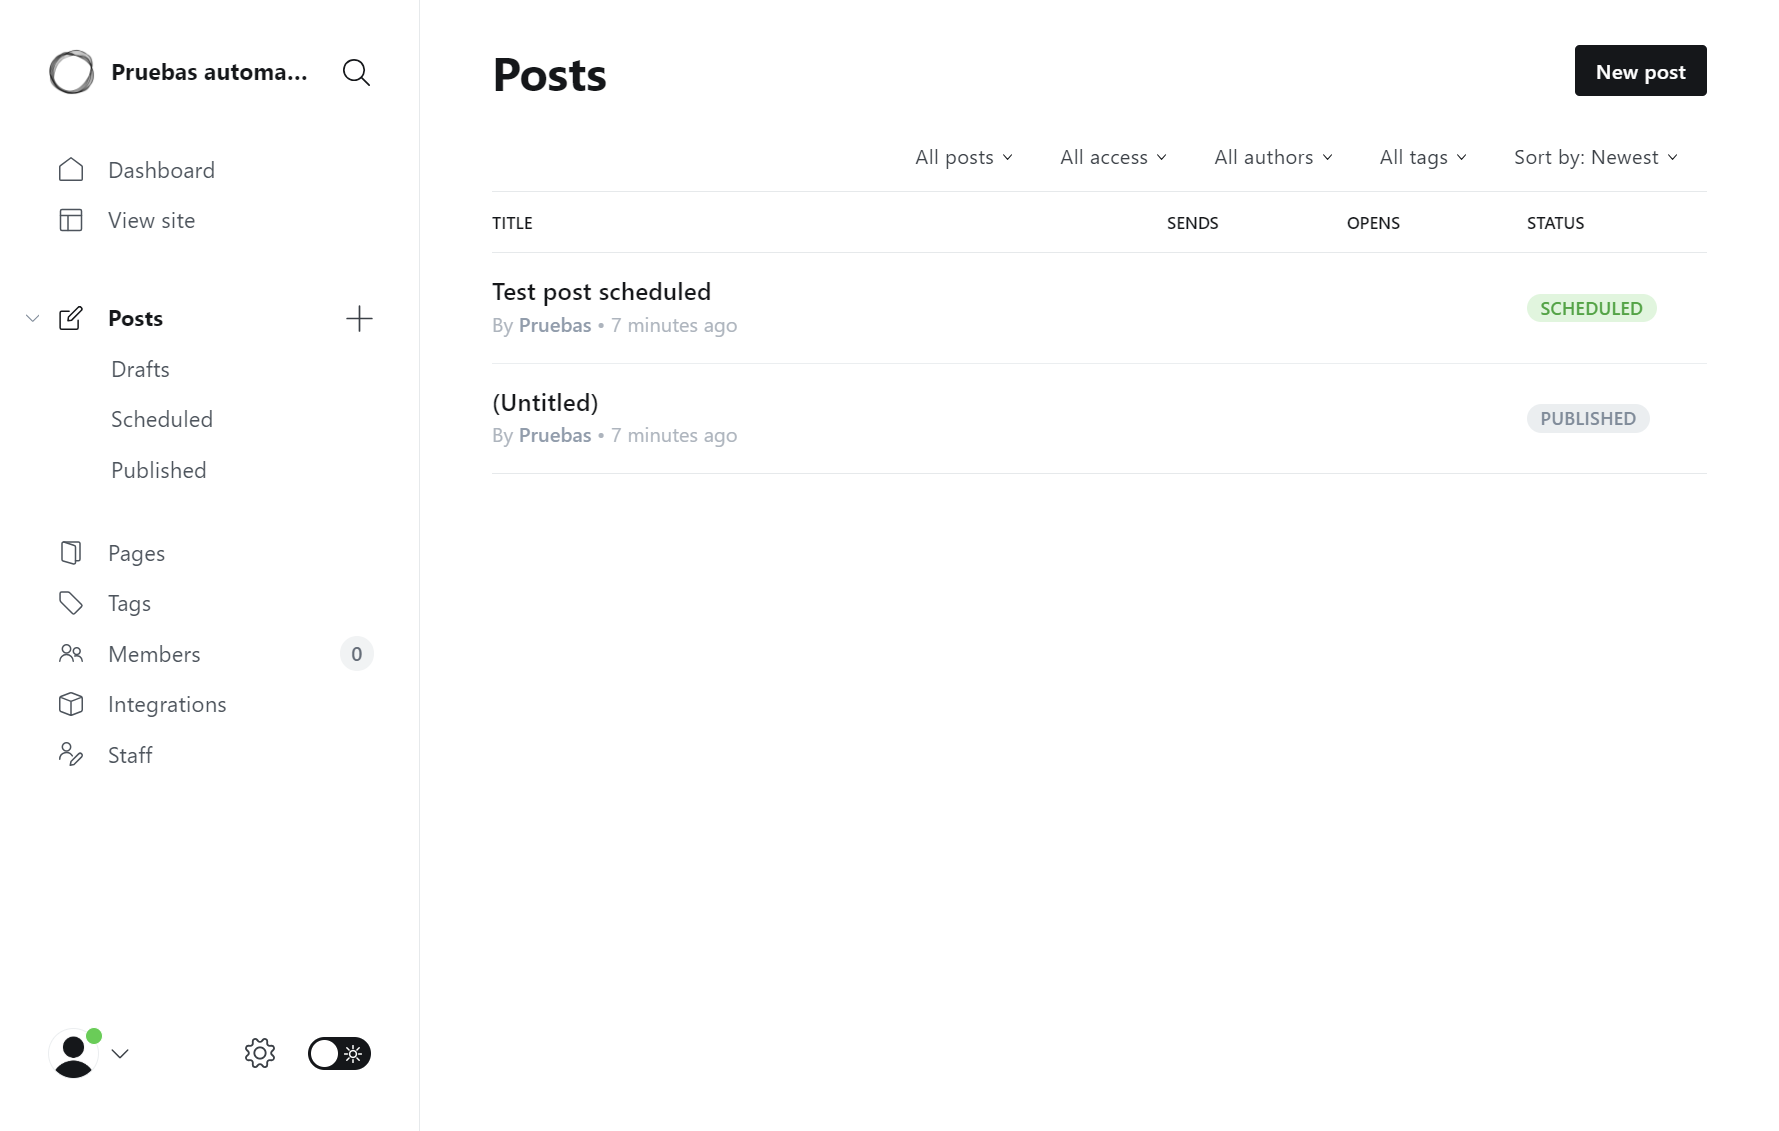 Pruebas automa...
Dashboard
View site
Posts
Drafts
Scheduled
Published
Pages
Tags
Members 0
Integrations
Staff
Posts
New post
All posts All access All authors All tags Sort by: Newest
TITLE SENDS OPENS STATUS
Test post scheduled
By Pruebas • 7 minutes ago
SCHEDULED
(Untitled)
By Pruebas • 7 minutes ago
PUBLISHED